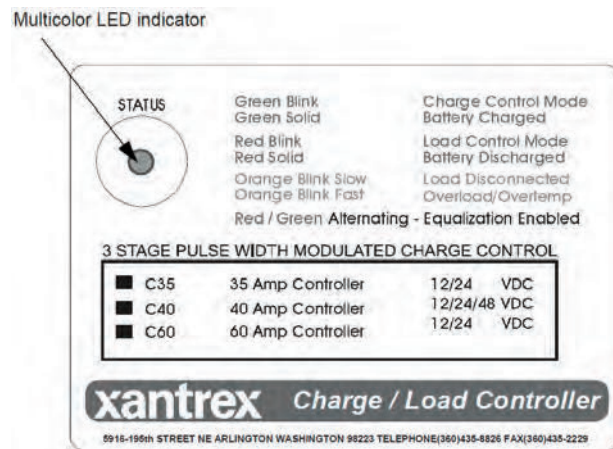 Multicolor LED indicator
STATUS
Green Blink Charge Control Mode
Green Solid Battery Charged
Red Blink Load Control Mode
Red Solid Battery Discharged
Orange Blink Slow Load Disconnected
Orange Blink Fast Overload/Overtemp
Red / Green Alternating - Equalization Enabled
3 STAGE PULSE WIDTH MODULATED CHARGE CONTROL
C35 35 Amp Controller 12/24 VDC
C40 40 Amp Controller 12/24/48 VDC
C60 60 Amp Controller 12/24 VDC
xantrex Charge / Load Controller
5916-195th STREET NE ARLINGTON WASHINGTON 98223 TELEPHONE(360)435-8826 FAX(360)435-2229